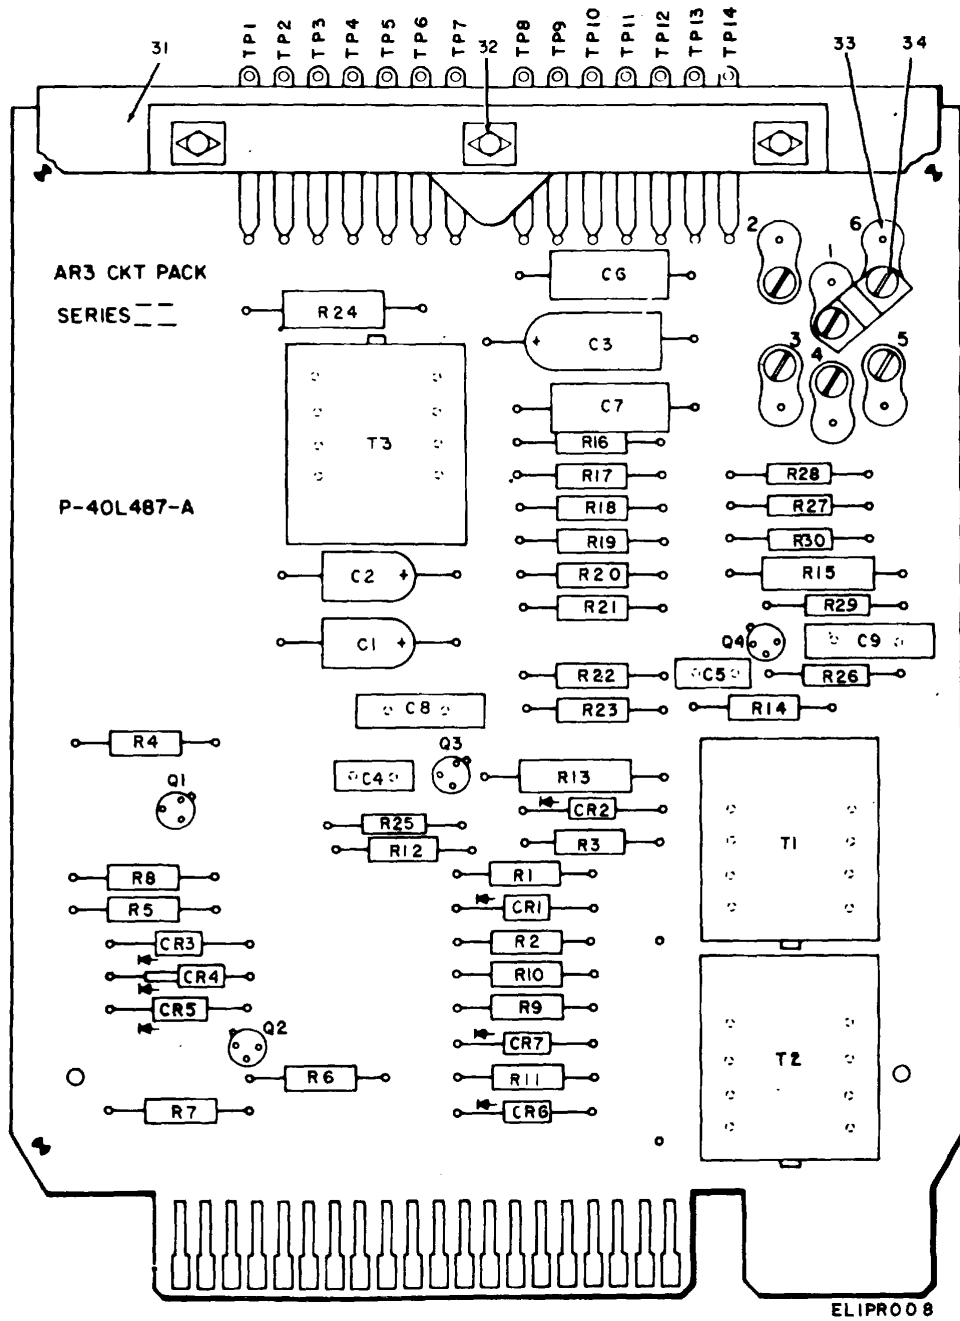 31
TP1
TP2
TP3
TP4
TP5
TP6
TP7
32
TP8
TP9
TP10
TP11
TP12
TP13
TP14
33
34
2
6
1
AR3 CKT PACK
C6
SERIES
R24
C3
3
4
5
C7
T3
R16
R17
R28
P-40L487-A
R18
R27
R19
R30
C2
R20
R15
R21
R29
C1
Q4
C9
R22
C5
R26
C8
R23
R14
R4
Q3
Q1
C4
R13
CR2
R25
R12
R3
T1
R8
R1
R5
CR1
CR3
R2
CR4
R10
CR5
R9
Q2
CR7
T2
R6
R11
R7
CR6
EL1PR008